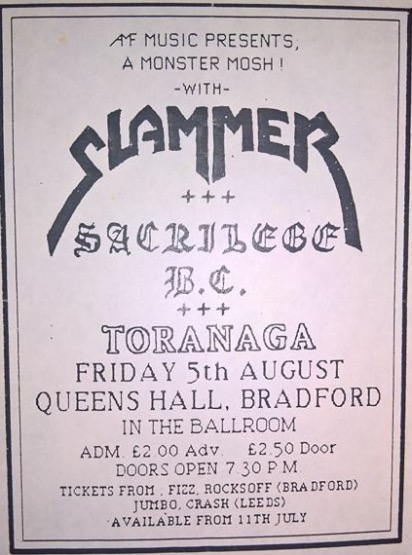 AMF MUSIC PRESENTS,
A MONSTER MOSH!
-WITH-
SLAMMER
+++
SACRILEGE
B.C.
+++
TORANAGA
FRIDAY 5th AUGUST
QUEENS HALL, BRADFORD
IN THE BALLROOM
ADM. £2.00 Adv. £2.50 Door
DOORS OPEN 7.30 P.M
TICKETS FROM . FIZZ, ROCKSOFF (BRADFORD)
JUMBO, CRASH (LEEDS)
AVAILABLE FROM 11TH JULY